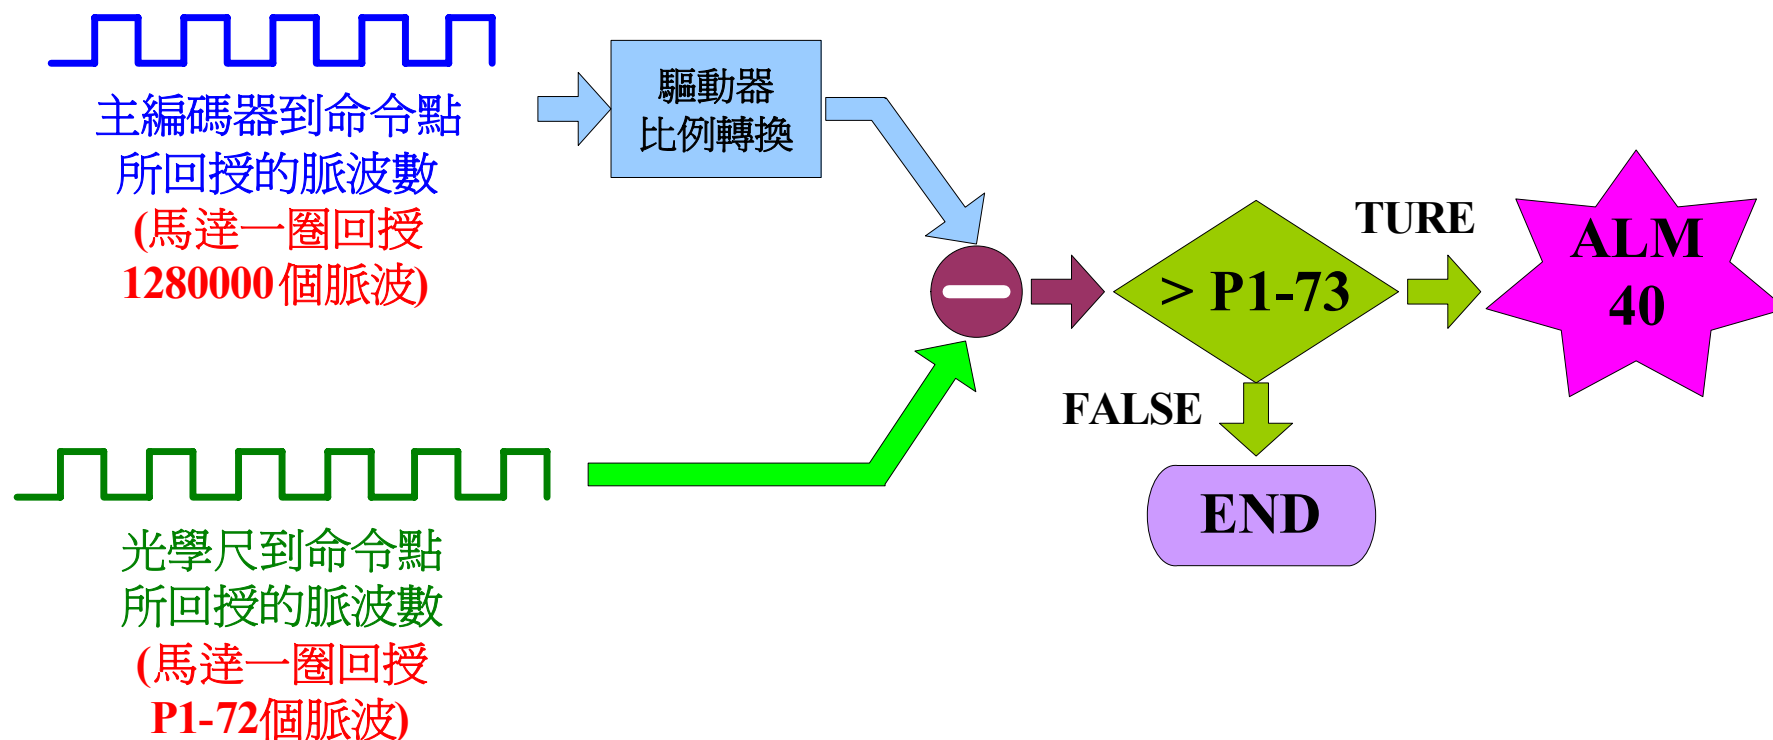 主編碼器到命令點
所回授的脈波數
(馬達一圈回授
1280000個脈波)
驅動器
比例轉換
> P1-73
TURE
ALM
40
FALSE
END
光學尺到命令點
所回授的脈波數
(馬達一圈回授
P1-72個脈波)